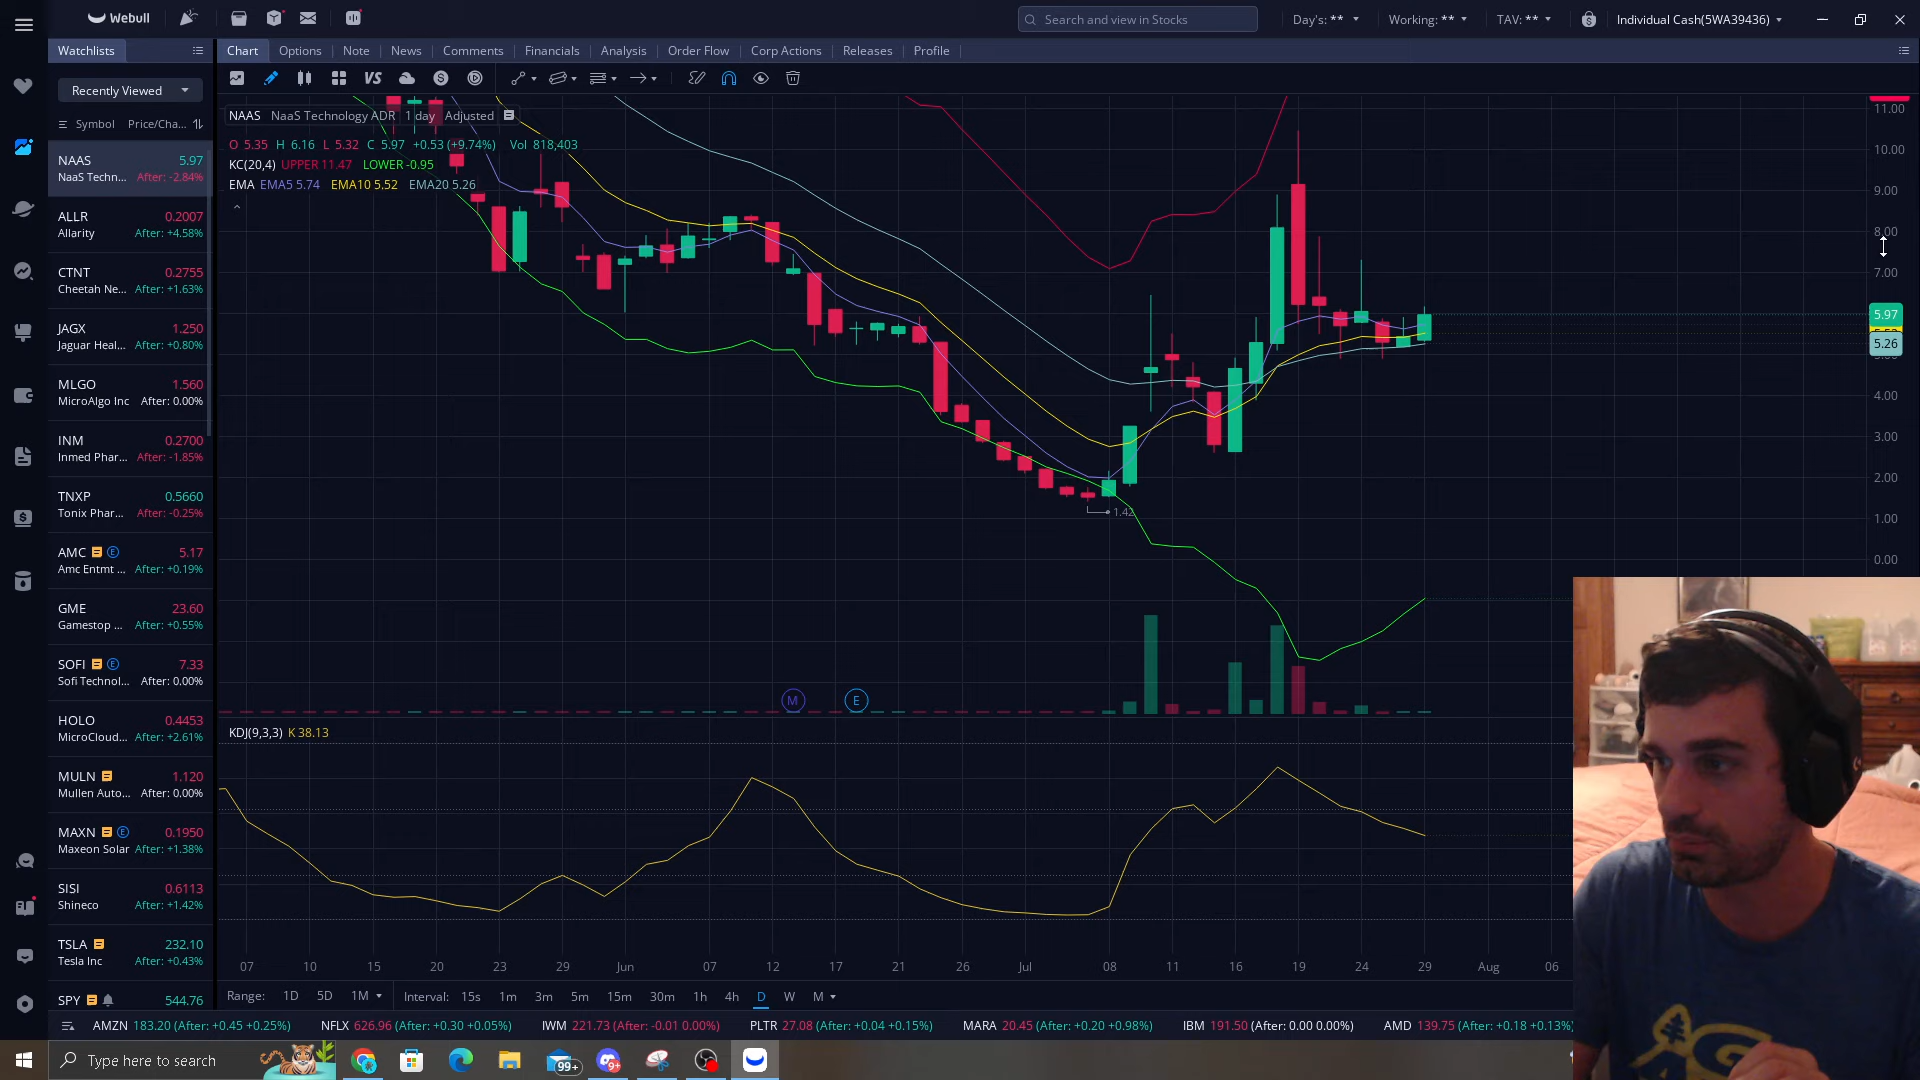 Webull
Search and view in Stocks
Day's: **
Working: **
TAV: **
Individual Cash(5WA39436)
Watchlists
Chart
Options
Note
News
Comments
Financials
Analysis
Order Flow
Corp Actions
Releases
Profile
Recently Viewed
VS
S
Symbol Price/Cha...
NAAS 5.97
NaaS Techn... After: -2.84%
ALLR 0.2007
Allarity After: +4.58%
CTNT 0.2755
Cheetah Ne... After: +1.63%
JAGX 1.250
Jaguar Heal... After: +0.80%
MLGO 1.560
MicroAlgo Inc After: 0.00%
INM 0.2700
Inmed Phar... After: -1.85%
TNXP 0.5660
Tonix Phar... After: -0.25%
AMC E 5.17
Amc Entmt ... After: +0.19%
GME 23.60
Gamestop ... After: +0.55%
SOFI E 7.33
Sofi Technol... After: 0.00%
HOLO 0.4453
MicroCloud... After: +2.61%
MULN 1.120
Mullen Auto... After: 0.00%
MAXN E 0.1950
Maxeon Solar After: +1.38%
SISI 0.6113
Shineco After: +1.42%
TSLA 232.10
Tesla Inc After: +0.43%
SPY 544.76
NAAS NaaS Technology ADR 1 day Adjusted
O 5.35 H 6.16 L 5.32 C 5.97 +0.53 (+9.74%) Vol 818,403
KC(20,4) UPPER 11.47 LOWER -0.95
EMA EMA5 5.74 EMA10 5.52 EMA20 5.26
11.00
10.00
9.00
8.00
7.00
5.97
5.26
4.00
3.00
2.00
1.00
0.00
1.42
M
E
KDJ(9,3,3) K 38.13
07 10 15 20 23 29 Jun 07 12 17 21 26 Jul 08 11 16 19 24 29 Aug 06
Range: 1D 5D 1M Interval: 15s 1m 3m 5m 15m 30m 1h 4h D W M
AMZN 183.20 (After: +0.45 +0.25%) NFLX 626.96 (After: +0.30 +0.05%) IWM 221.73 (After: -0.01 0.00%) PLTR 27.08 (After: +0.04 +0.15%) MARA 20.45 (After: +0.20 +0.98%) IBM 191.50 (After: 0.00 0.00%) AMD 139.75 (After: +0.18 +0.13%)
Type here to search
99+
9+